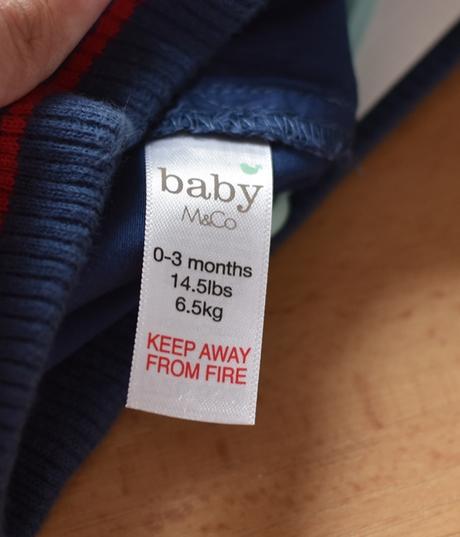 baby
M&Co
0-3 months
14.5lbs
6.5kg
KEEP AWAY
FROM FIRE